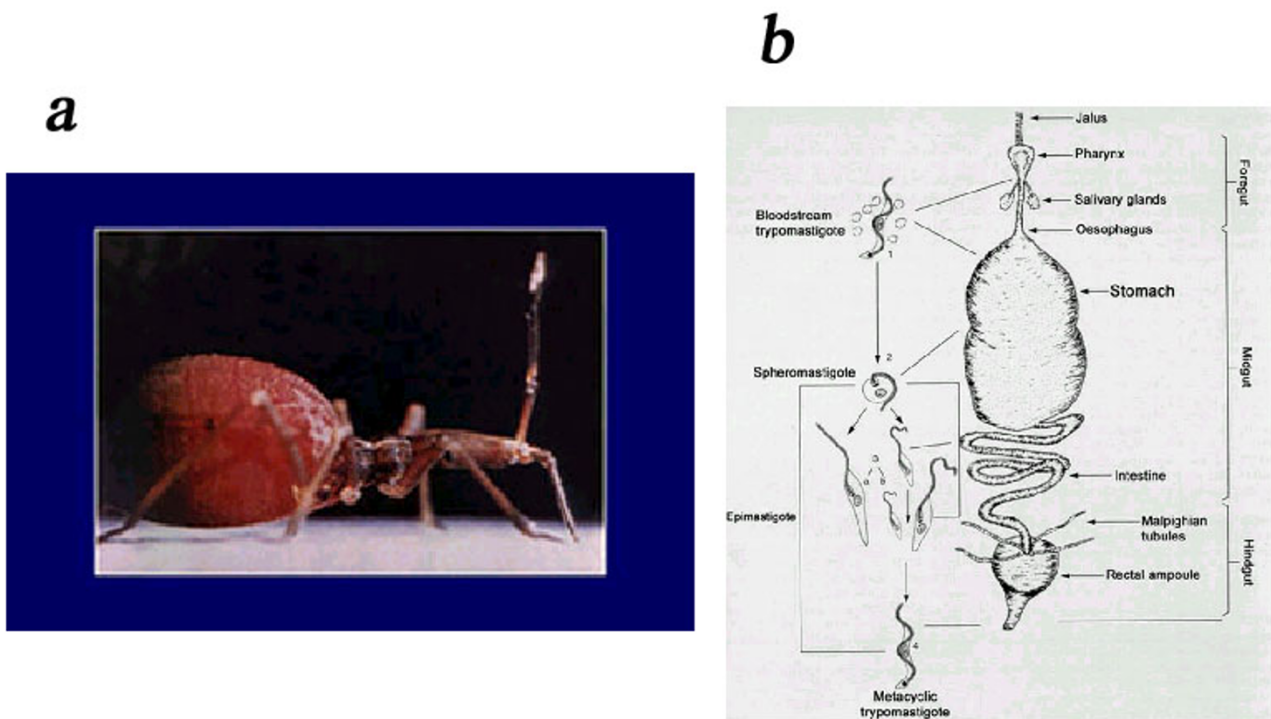 a
b
Jalus
Pharynx
Salivary glands
Oesophagus
Foregut
Bloodstream
trypomastigote
1
Stomach
Midgut
2
Spheromastigote
Intestine
Epimastigote
Malpighian
tubules
Rectal ampoule
Hindgut
4
Metacyclic
trypomastigote